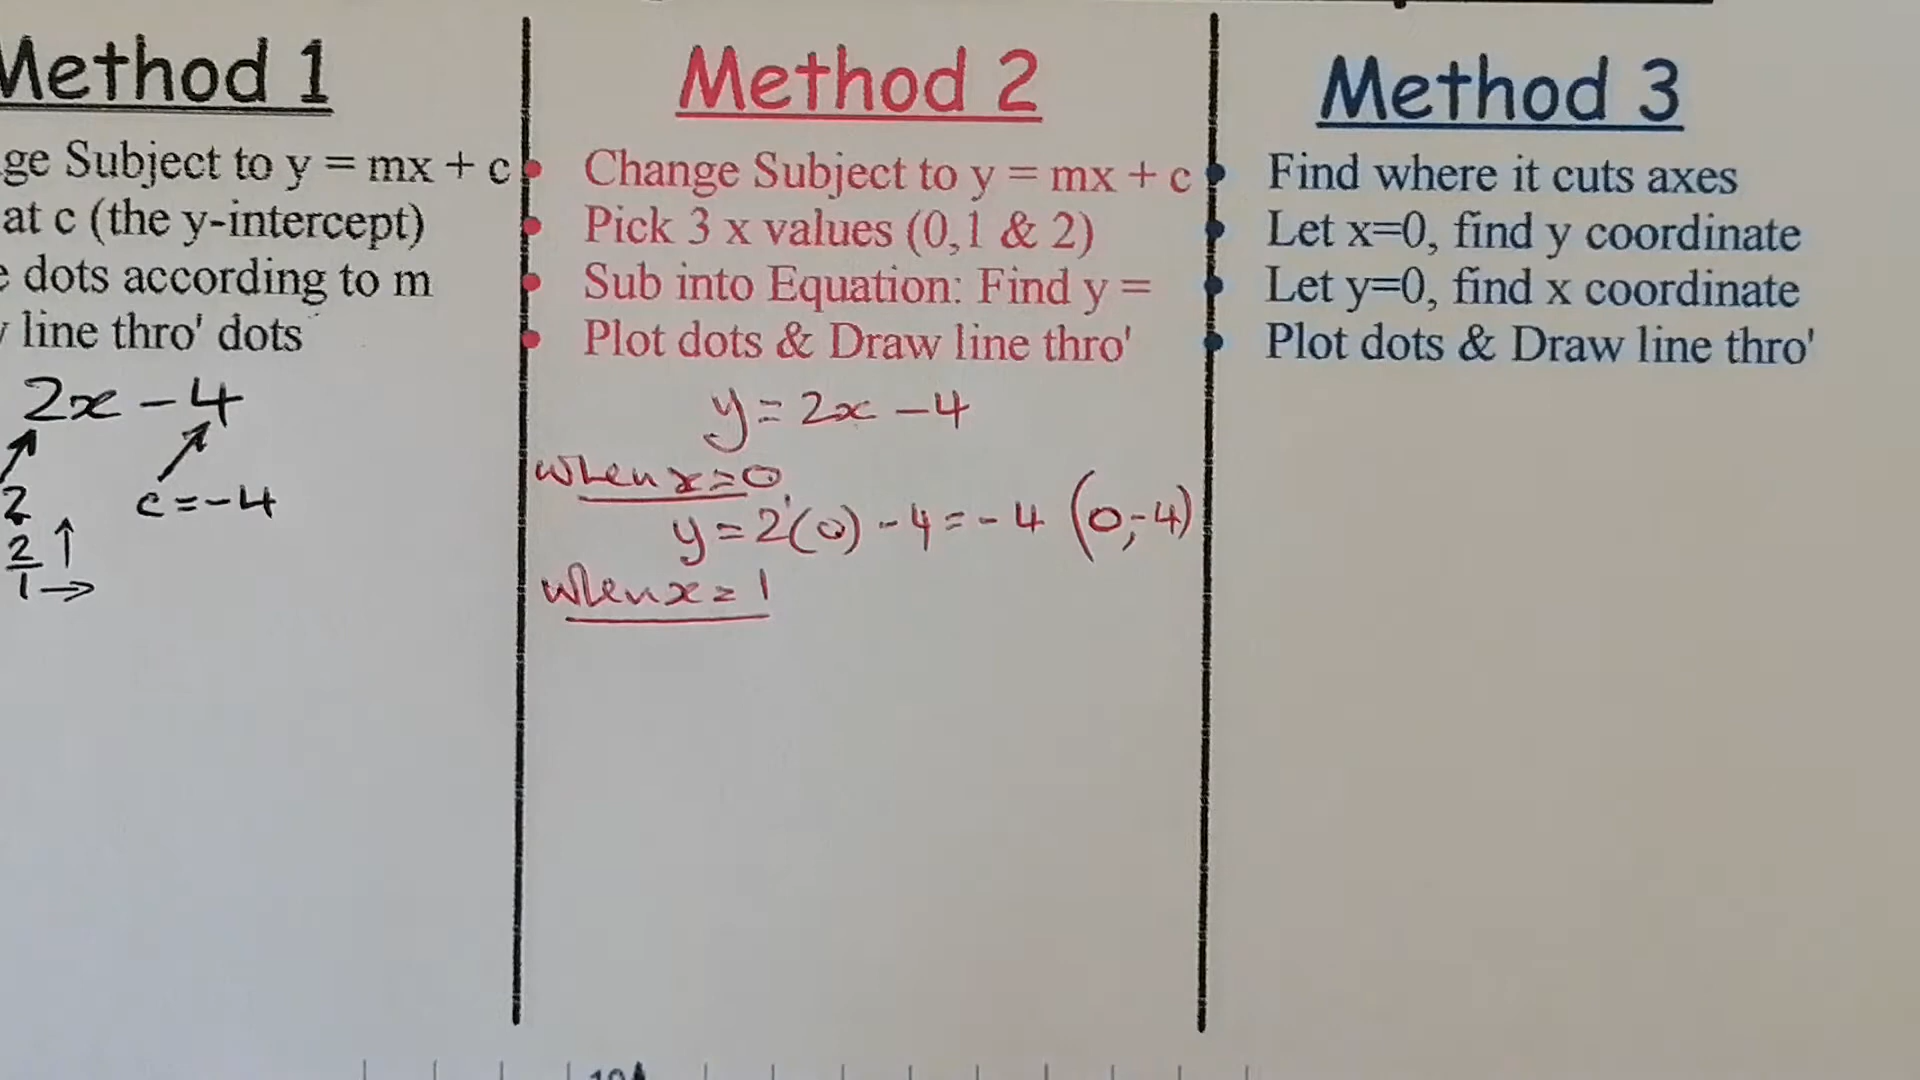 Method 1
ge Subject to y = mx + c
at c (the y-intercept)
e dots according to m
line thro' dots
2x - 4
2
c = -4
2
1
Method 2
• Change Subject to y = mx + c
• Pick 3 x values (0,1 & 2)
• Sub into Equation: Find y =
• Plot dots & Draw line thro'
y = 2x - 4
when x = 0
y = 2(0) - 4 = -4 (0,-4)
when x = 1
Method 3
• Find where it cuts axes
• Let x=0, find y coordinate
• Let y=0, find x coordinate
• Plot dots & Draw line thro'